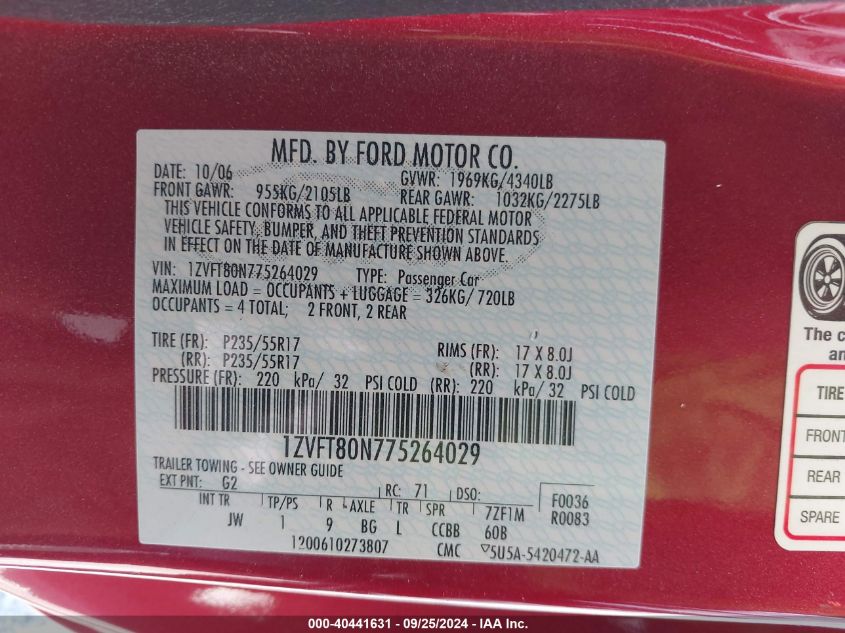 MFD. BY FORD MOTOR CO.
DATE: 10/06 GVWR: 1969KG/4340LB
FRONT GAWR: 955KG/2105LB REAR GAWR: 1032KG/2275LB
THIS VEHICLE CONFORMS TO ALL APPLICABLE FEDERAL MOTOR
VEHICLE SAFETY, BUMPER, AND THEFT PREVENTION STANDARDS
IN EFFECT ON THE DATE OF MANUFACTURE SHOWN ABOVE.
VIN: 1ZVFT80N775264029 TYPE: Passenger Car
MAXIMUM LOAD = OCCUPANTS + LUGGAGE = 326KG/ 720LB
OCCUPANTS = 4 TOTAL; 2 FRONT, 2 REAR
TIRE (FR): P235/55R17 RIMS (FR): 17 X 8.0J
(RR): P235/55R17 (RR): 17 X 8.0J
PRESSURE (FR): 220 kPa/ 32 PSI COLD (RR): 220 kPa/ 32 PSI COLD
1ZVFT80N775264029
TRAILER TOWING - SEE OWNER GUIDE
EXT PNT: G2 RC: 71 DSO: F0036
INT TR TP/PS R AXLE TR SPR 7ZF1M R0083
JW 1 9 BG L CCBB 60B
1200610273807 CMC ▽5U5A-5420472-AA
The c
an
TIRE
FRONT
REAR
SPARE
000-40441631 - 09/25/2024 - IAA Inc.